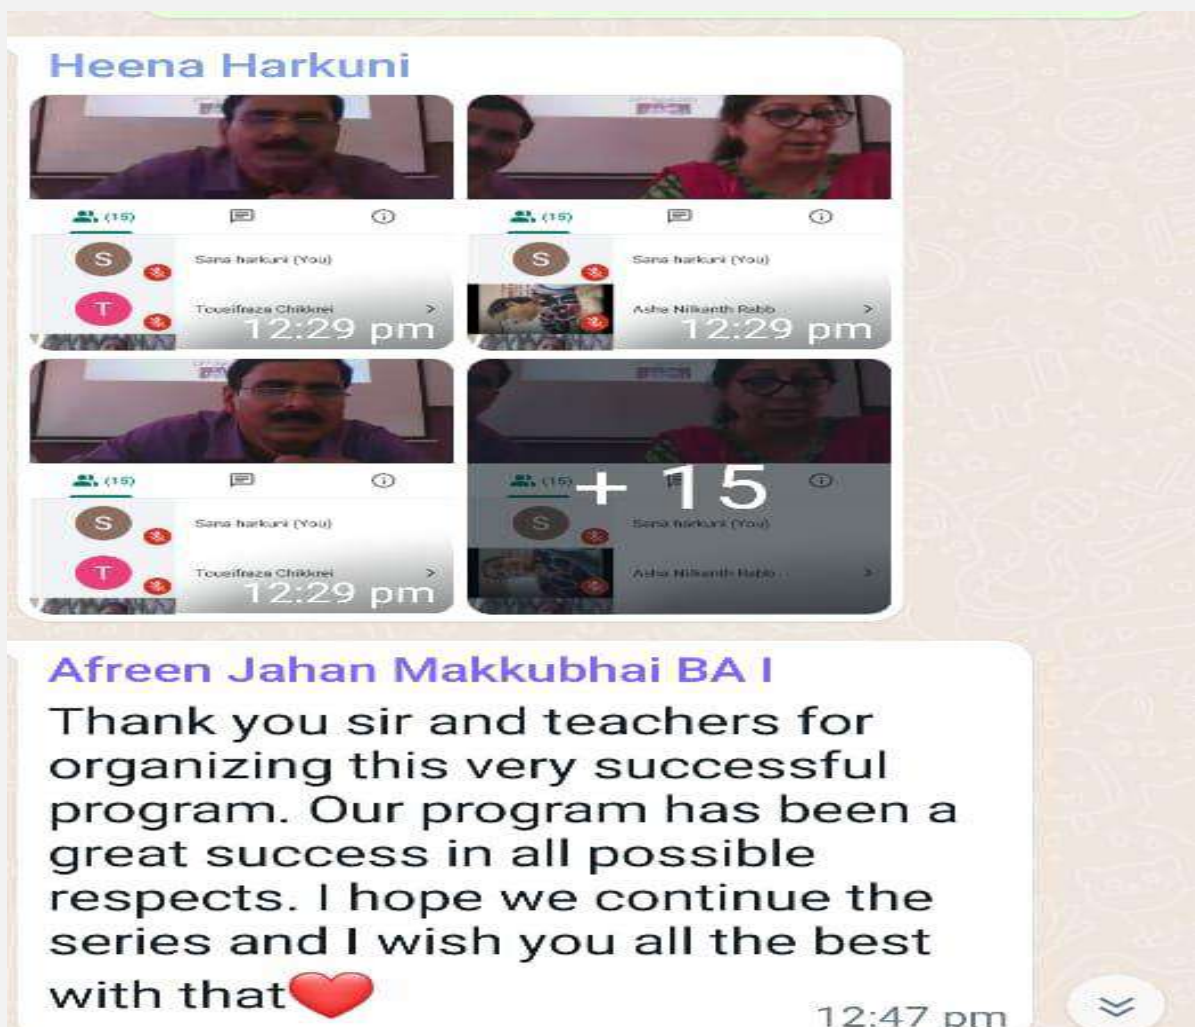 Heena Harkuni
(15)
(15)
Sana harkuni (You)
Sana harkuni (You)
Tousifraza Chikkrei
Asha Nilkanth Rabb...
12:29 pm
12:29 pm
(15)
(15)
+ 15
Sana harkuni (You)
Sana harkuni (You)
Tousifraza Chikkrei
Asha Nilkanth Rabb...
12:29 pm
Afreen Jahan Makkubhai BA I
Thank you sir and teachers for
organizing this very successful
program. Our program has been a
great success in all possible
respects. I hope we continue the
series and I wish you all the best
with that❤️
12:47 pm